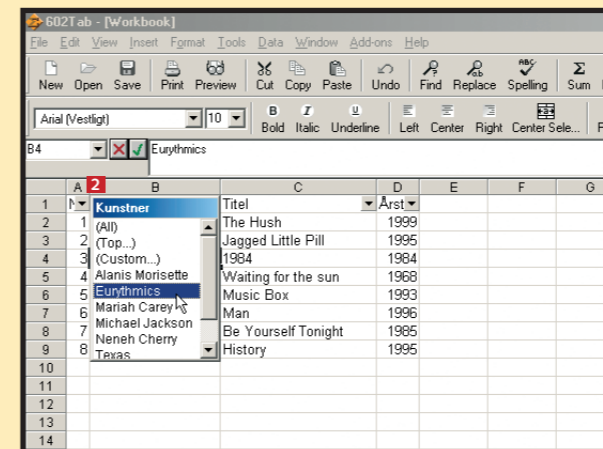 602Tab - [Workbook]
File Edit View Insert Format Tools Data Window Add-ons Help
New Open Save Print Preview Cut Copy Paste Undo Find Replace Spelling Sum
Arial (Vestligt) 10 Bold Italic Underline Left Center Right Center Sele...
B4 Eurythmics
A 2 B C D E F G
1 Kunstner Titel Årst
2 1 (All) The Hush 1999
3 2 (Top...) Jagged Little Pill 1995
4 3 (Custom...) 1984 1984
5 4 Alanis Morisette Waiting for the sun 1968
6 5 Eurythmics Music Box 1993
7 6 Mariah Carey Man 1996
8 7 Michael Jackson Be Yourself Tonight 1985
9 8 Neneh Cherry History 1995
Texas
10
11
12
13
14